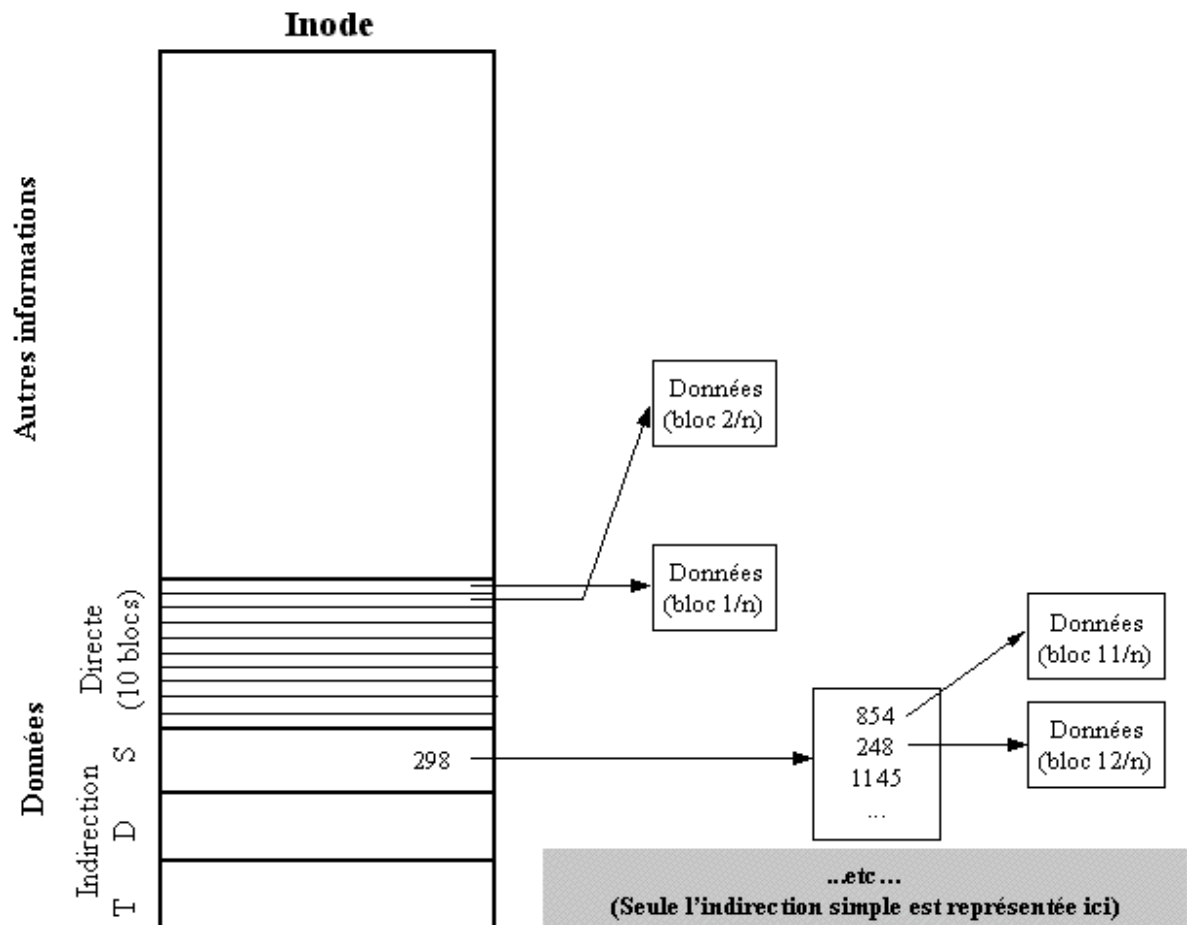 Inode
Autres informations
Données
(bloc 2/n)
Données
(bloc 1/n)
Données
Directe
(10 blocs)
Indirection
S
D
T
298
854
248
1145
...
Données
(bloc 11/n)
Données
(bloc 12/n)
...etc...
(Seule l'indirection simple est représentée ici)